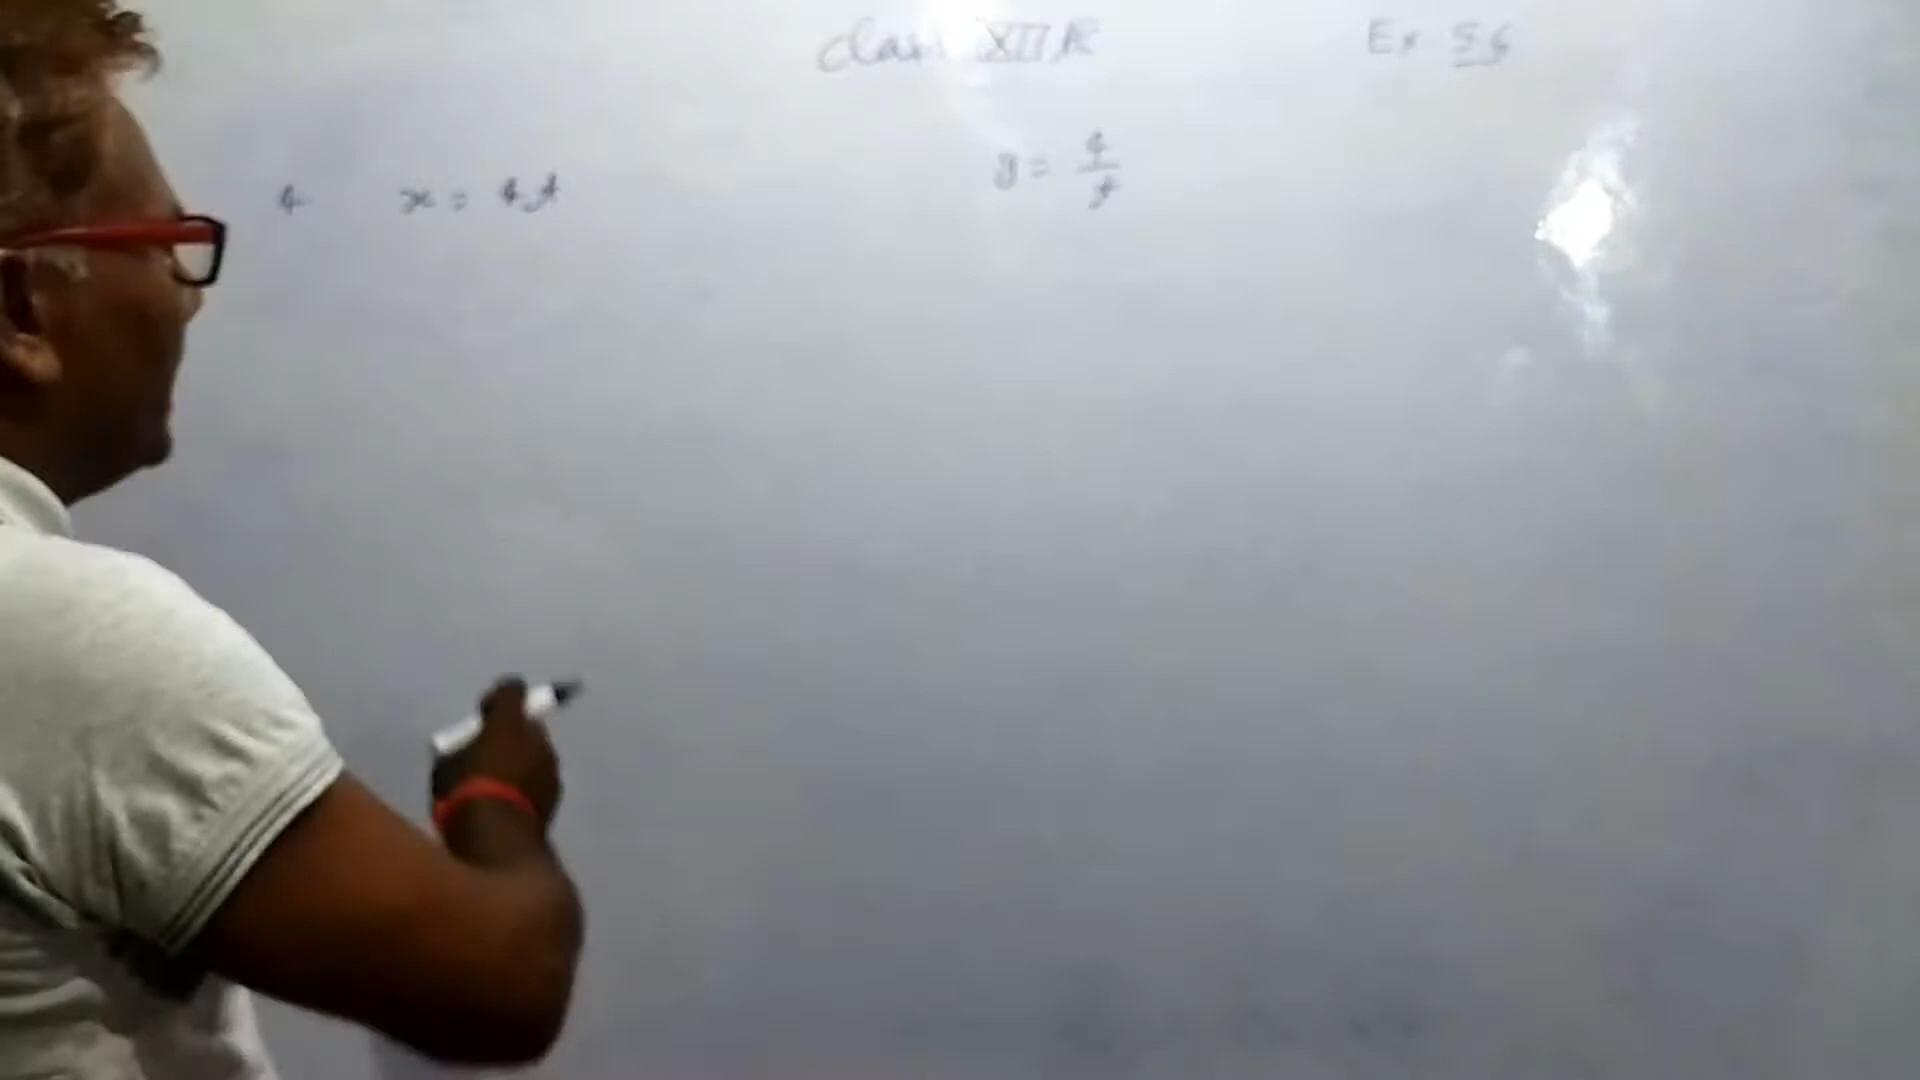 Class XII Ex 5.6
4 x = 4t y = 4/t